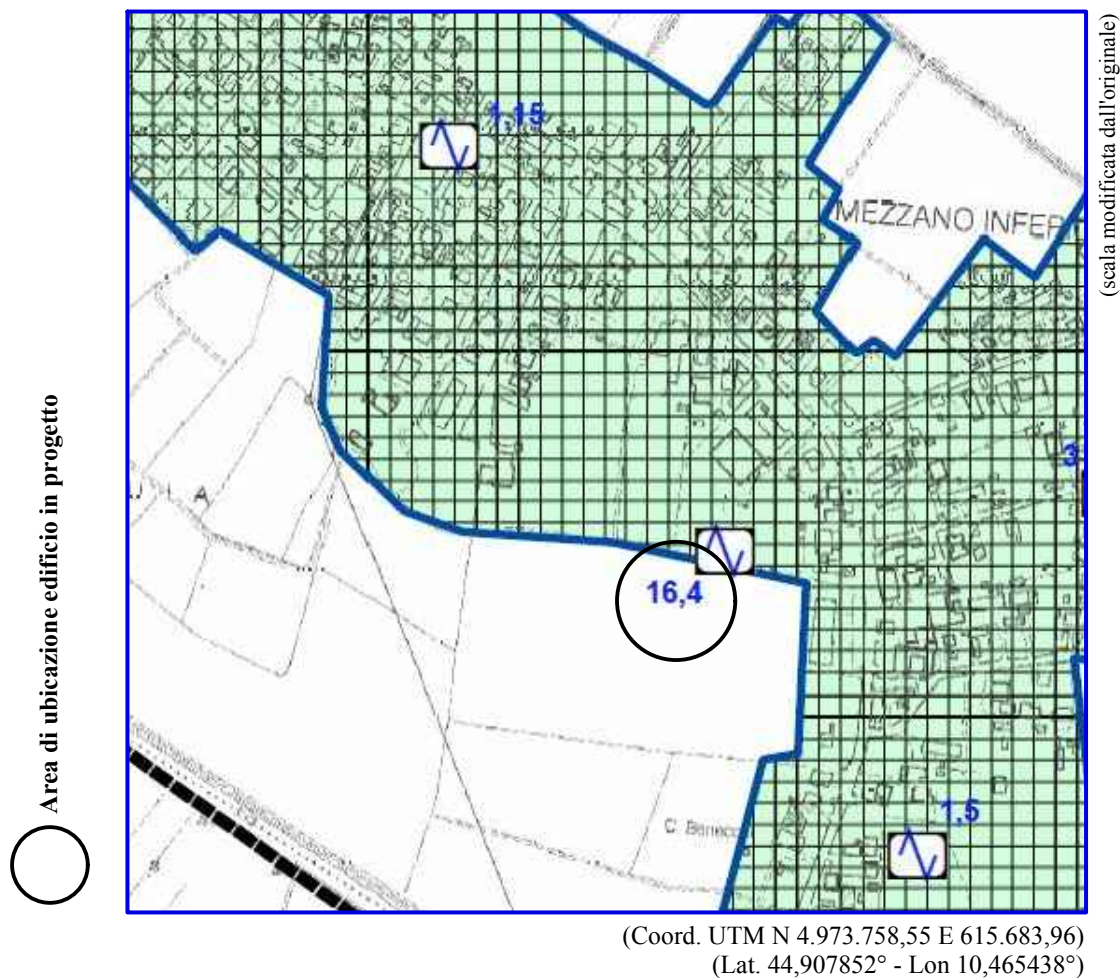 (scala modificata dall'originale)
1,15
MEZZANO INFER
3
U I A
16,4
1,5
C Benecc
Area di ubicazione edificio in progetto
(Coord. UTM N 4.973.758,55 E 615.683,96)
(Lat. 44,907852° - Lon 10,465438°)